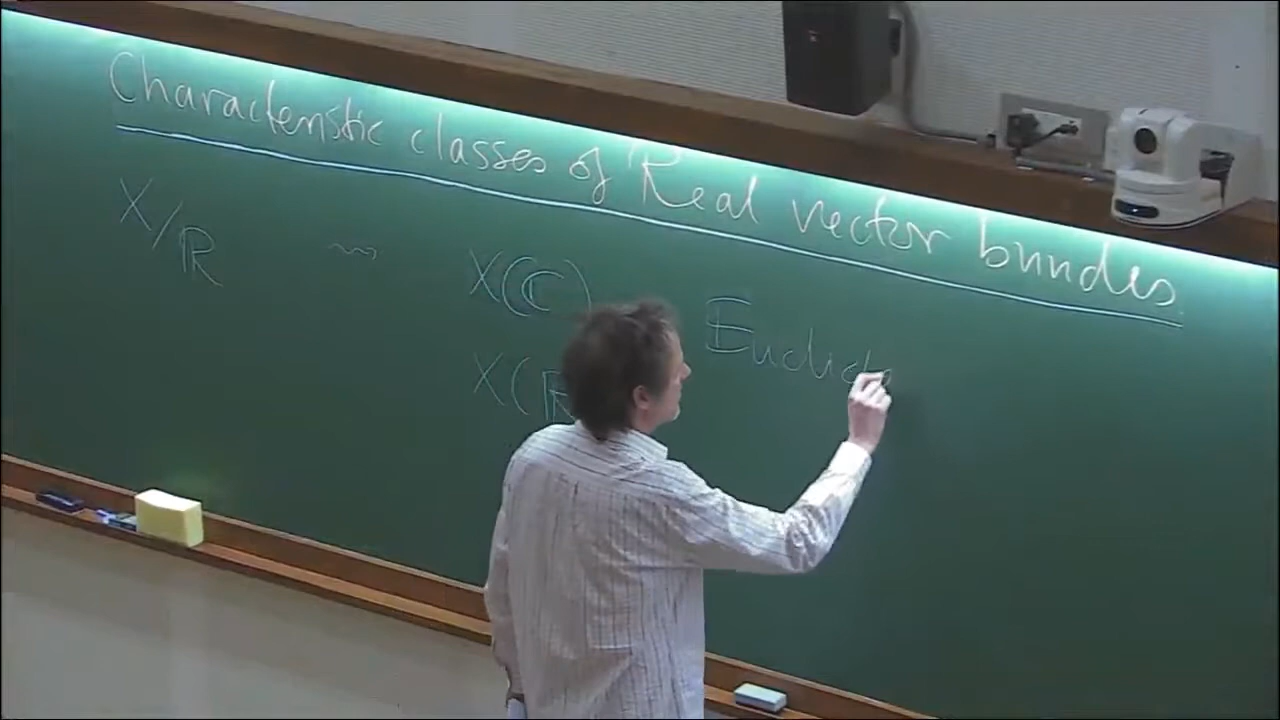 Characteristic classes of Real vector bundles
X/ℝ ⇝ X(ℂ) Euclide
X(ℝ